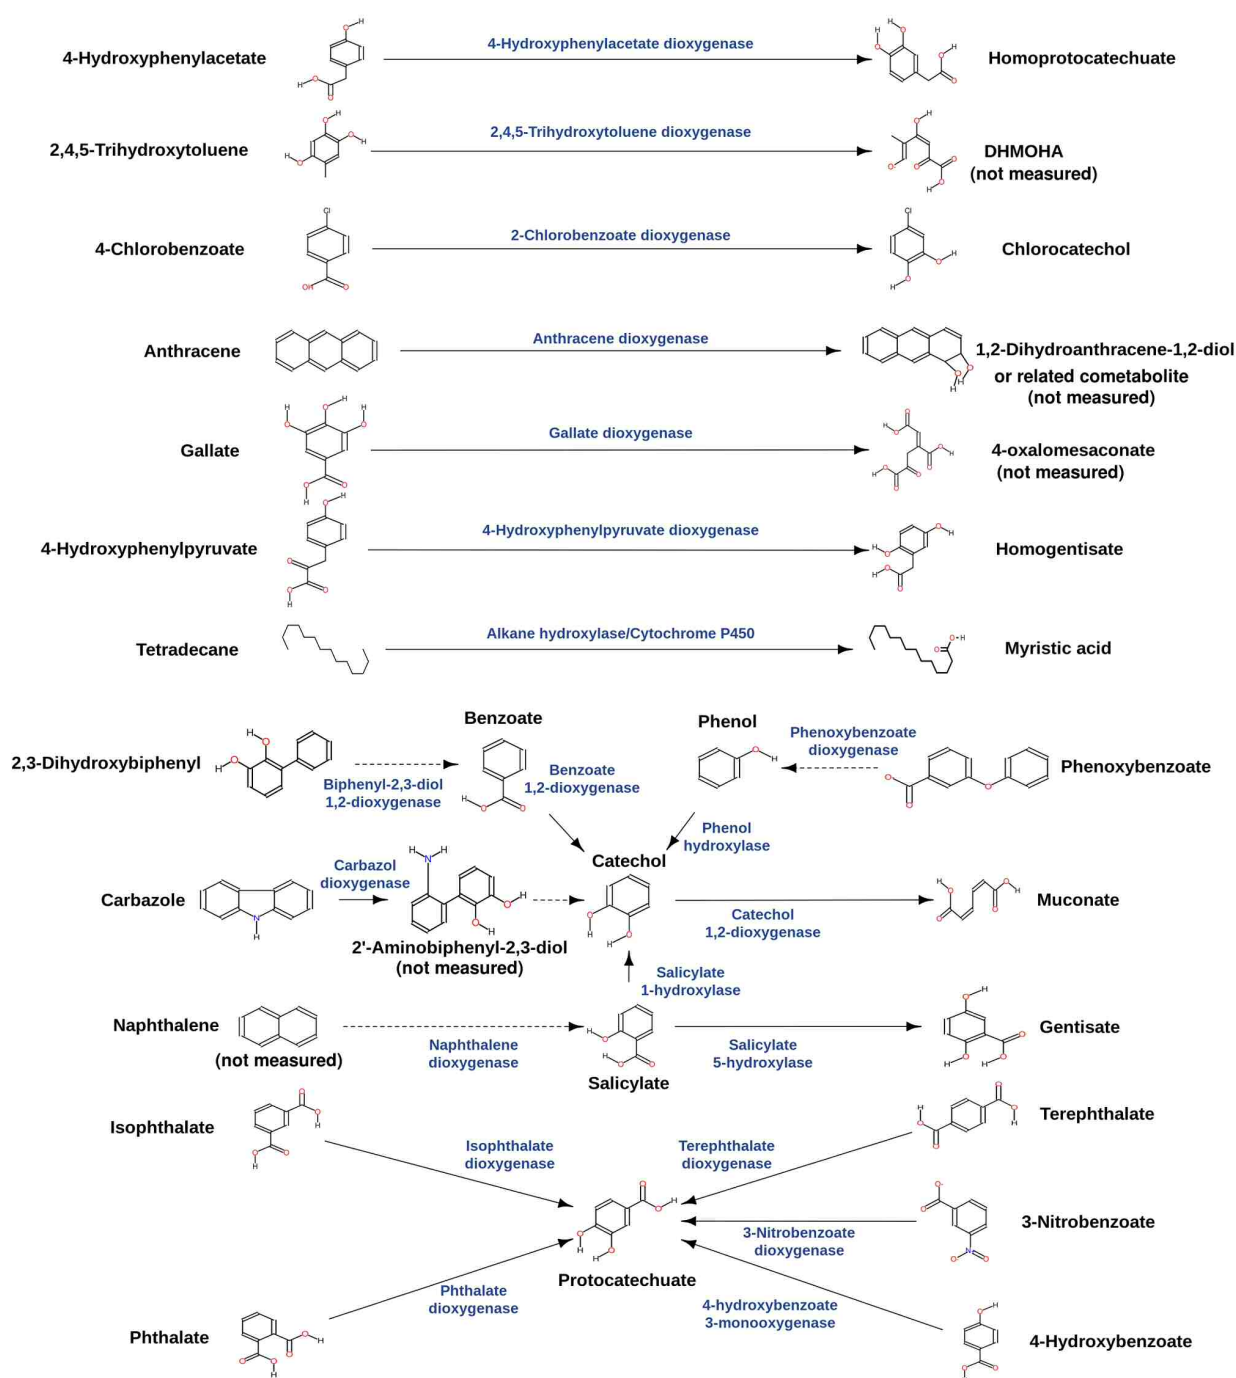 4-Hydroxyphenylacetate
4-Hydroxyphenylacetate dioxygenase
Homoprotocatechuate
2,4,5-Trihydroxytoluene
2,4,5-Trihydroxytoluene dioxygenase
DHMOHA
(not measured)
4-Chlorobenzoate
2-Chlorobenzoate dioxygenase
Chlorocatechol
Anthracene
Anthracene dioxygenase
1,2-Dihydroanthracene-1,2-diol
or related cometabolite
(not measured)
Gallate
Gallate dioxygenase
4-oxalomesaconate
(not measured)
4-Hydroxyphenylpyruvate
4-Hydroxyphenylpyruvate dioxygenase
Homogentisate
Tetradecane
Alkane hydroxylase/Cytochrome P450
Myristic acid
2,3-Dihydroxybiphenyl
Biphenyl-2,3-diol
1,2-dioxygenase
Benzoate
Benzoate
1,2-dioxygenase
Phenol
Phenoxybenzoate
dioxygenase
Phenoxybenzoate
Phenol
hydroxylase
Carbazole
Carbazol
dioxygenase
2'-Aminobiphenyl-2,3-diol
(not measured)
Catechol
Catechol
1,2-dioxygenase
Muconate
Salicylate
1-hydroxylase
Naphthalene
(not measured)
Naphthalene
dioxygenase
Salicylate
Salicylate
5-hydroxylase
Gentisate
Isophthalate
Isophthalate
dioxygenase
Terephthalate
dioxygenase
Terephthalate
3-Nitrobenzoate
dioxygenase
3-Nitrobenzoate
Protocatechuate
Phthalate
Phthalate
dioxygenase
4-hydroxybenzoate
3-monooxygenase
4-Hydroxybenzoate